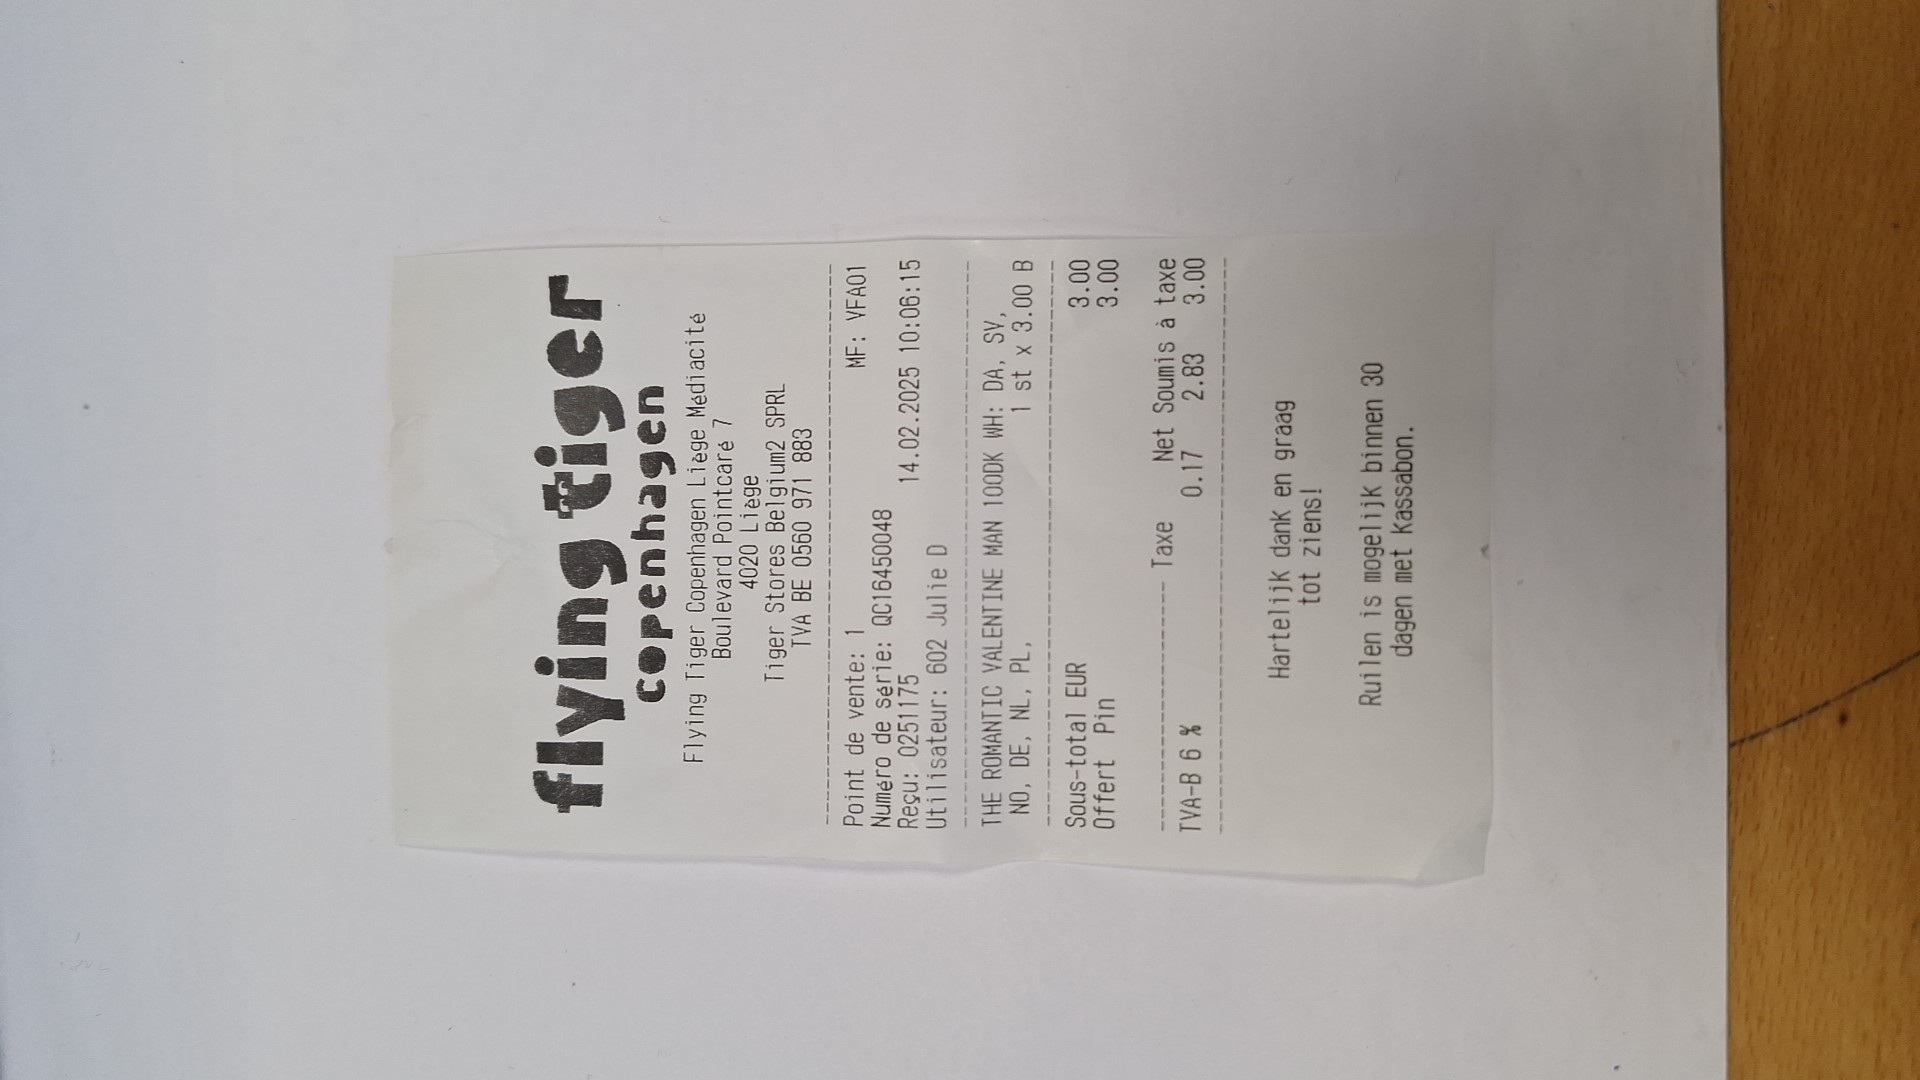 flying tiger
copenhagen
Flying Tiger Copenhagen Liège Médiacité
Boulevard Pointcaré 7
4020 Liège
Tiger Stores Belgium2 SPRL
TVA BE 0560 971 883
Point de vente: 1 MF: VFA01
Numéro de série: QC16450048
Reçu: 0251175 14.02.2025 10:06:15
Utilisateur: 602 Julie D
THE ROMANTIC VALENTINE MAN 100DK WH: DA, SV,
NO, DE, NL, PL, 1 st x 3.00 B
Sous-total EUR 3.00
Offert Pin 3.00
Taxe Net Soumis à taxe
TVA-B 6 % 0.17 2.83 3.00
Hartelijk dank en graag
tot ziens!
Ruilen is mogelijk binnen 30
dagen met kassabon.